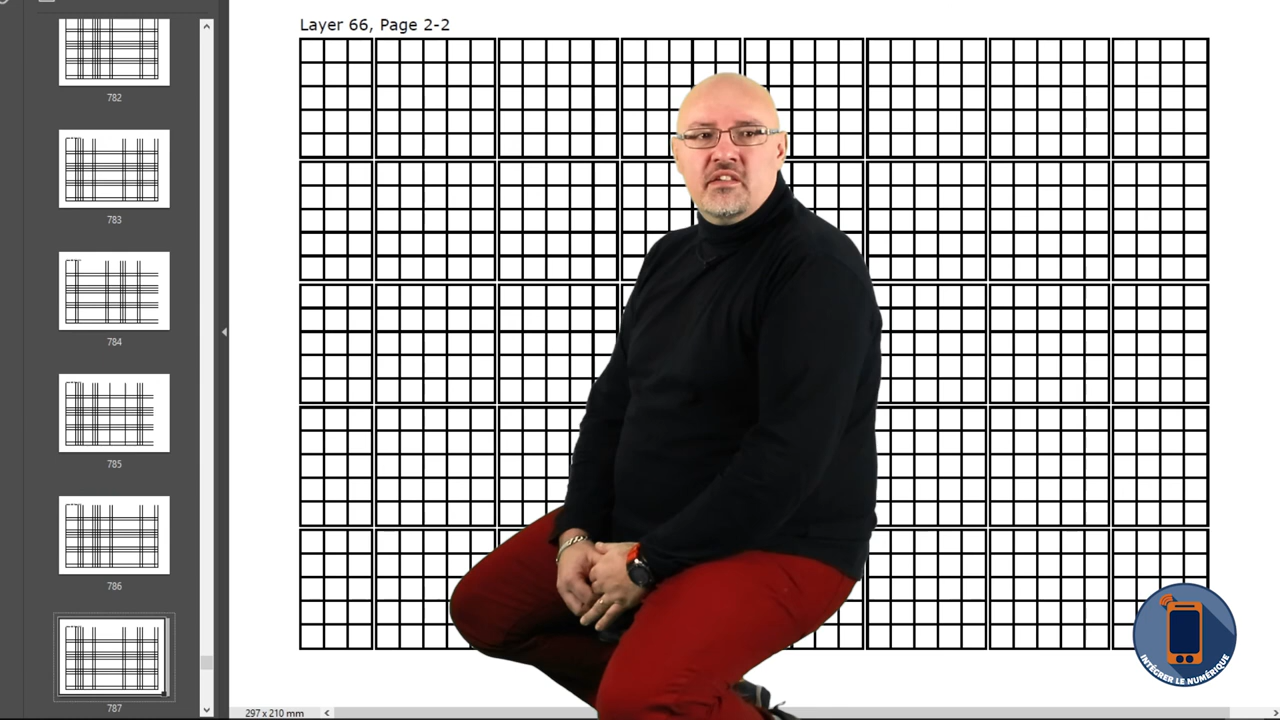 Layer 66, Page 2-2
782
783
784
785
786
787
297 x 210 mm
INTÉGRER LE NUMÉRIQUE